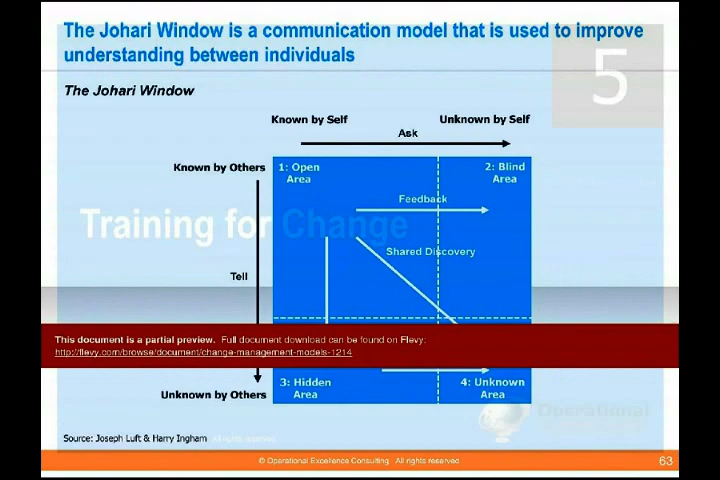 The Johari Window is a communication model that is used to improve
understanding between individuals
5
The Johari Window
Known by Self
Unknown by Self
Ask
Known by Others
1: Open
Area
2: Blind
Area
Feedback
Training for Change
Shared Discovery
Tell
This document is a partial preview. Full document download can be found on Flevy:
http://flevy.com/browse/document/change-management-models-1214
3: Hidden
Area
4: Unknown
Area
Unknown by Others
Operational
Source: Joseph Luft & Harry Ingham
All rights reserved
© Operational Excellence Consulting. All rights reserved.
63